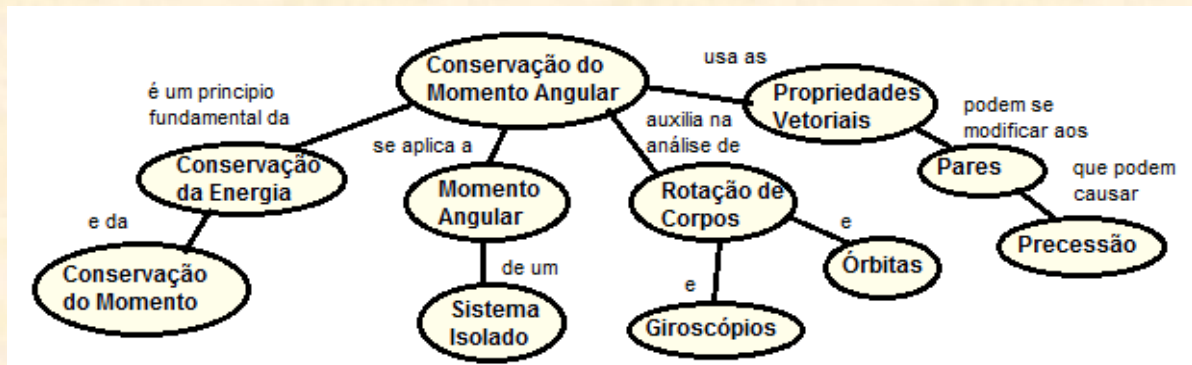 Conservação do
Momento Angular
usa as
Propriedades
Vetoriais
podem se
modificar aos
Pares
que podem
causar
Precessão
é um principio
fundamental da
Conservação
da Energia
e da
Conservação
do Momento
se aplica a
Momento
Angular
de um
Sistema
Isolado
auxilia na
análise de
Rotação de
Corpos
e
Giroscópios
e
Órbitas